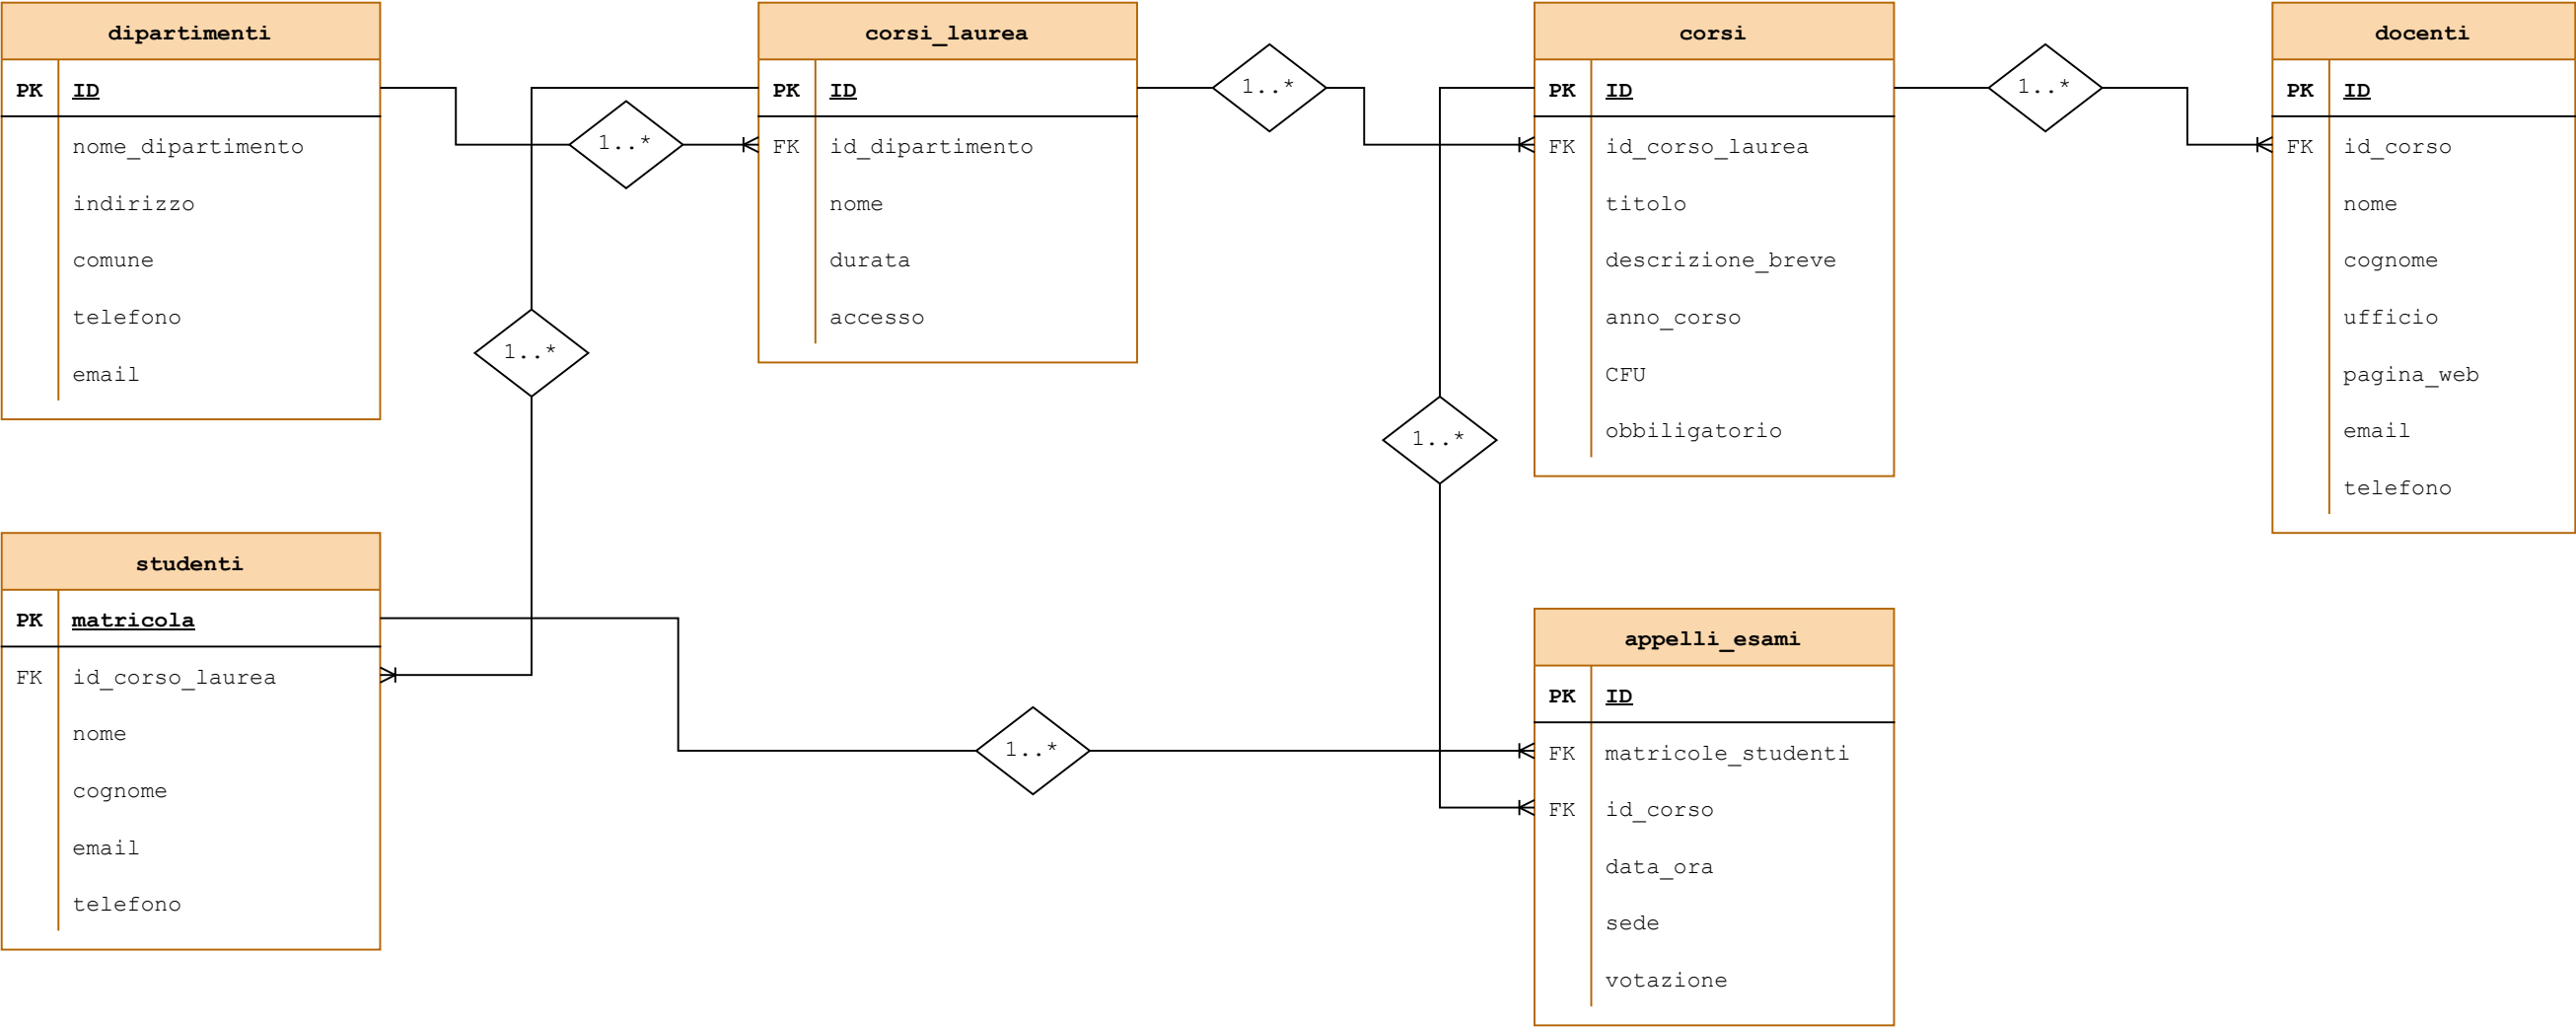 dipartimenti
PK ID
nome_dipartimento
indirizzo
comune
telefono
email
1..*
corsi_laurea
PK ID
FK id_dipartimento
nome
durata
accesso
1..*
corsi
PK ID
FK id_corso_laurea
titolo
descrizione_breve
anno_corso
CFU
obbiligatorio
1..*
docenti
PK ID
FK id_corso
nome
cognome
ufficio
pagina_web
email
telefono
1..*
1..*
studenti
PK matricola
FK id_corso_laurea
nome
cognome
email
telefono
1..*
appelli_esami
PK ID
FK matricole_studenti
FK id_corso
data_ora
sede
votazione